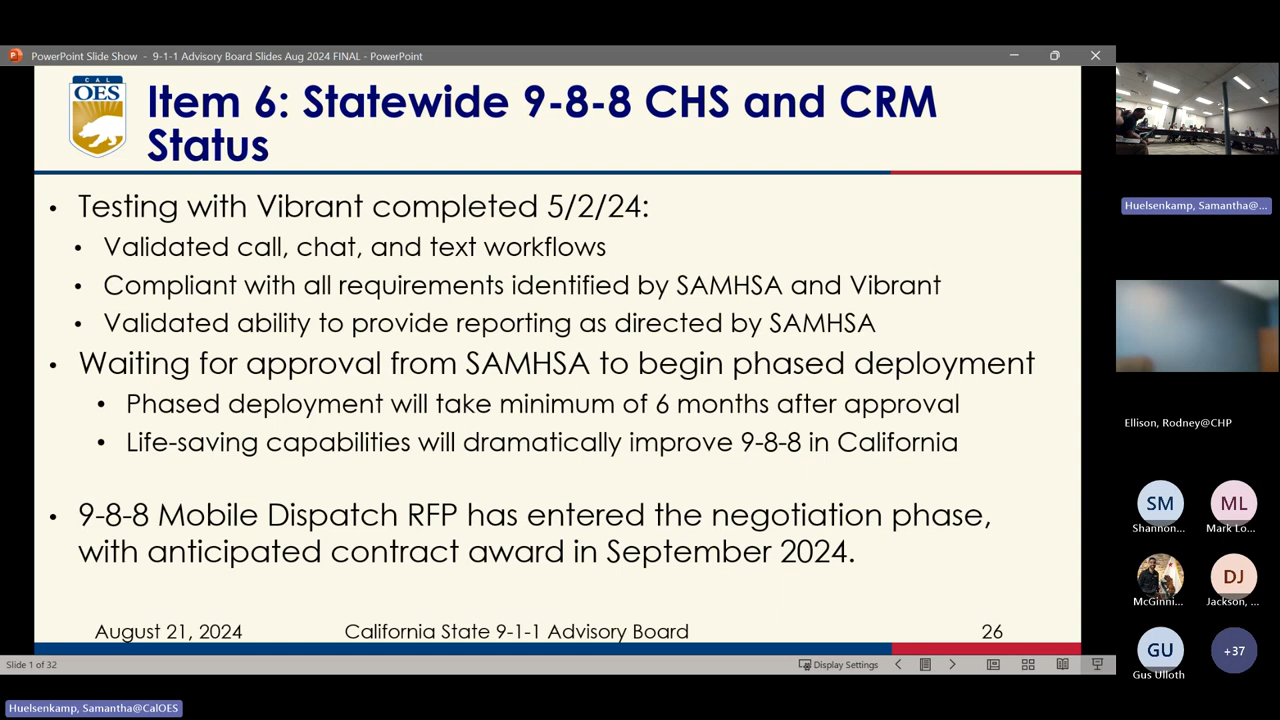 PowerPoint Slide Show - 9-1-1 Advisory Board Slides Aug 2024 FINAL - PowerPoint
CAL
OES
Item 6: Statewide 9-8-8 CHS and CRM
Status
• Testing with Vibrant completed 5/2/24:
• Validated call, chat, and text workflows
• Compliant with all requirements identified by SAMHSA and Vibrant
• Validated ability to provide reporting as directed by SAMHSA
• Waiting for approval from SAMHSA to begin phased deployment
• Phased deployment will take minimum of 6 months after approval
• Life-saving capabilities will dramatically improve 9-8-8 in California
• 9-8-8 Mobile Dispatch RFP has entered the negotiation phase,
with anticipated contract award in September 2024.
August 21, 2024 California State 9-1-1 Advisory Board 26
Slide 1 of 32 Display Settings
Huelsenkamp, Samantha@CalOES
Huelsenkamp, Samantha@...
Ellison, Rodney@CHP
SM ML
Shannon... Mark Lo...
DJ
McGinni... Jackson, ...
GU +37
Gus Ulloth